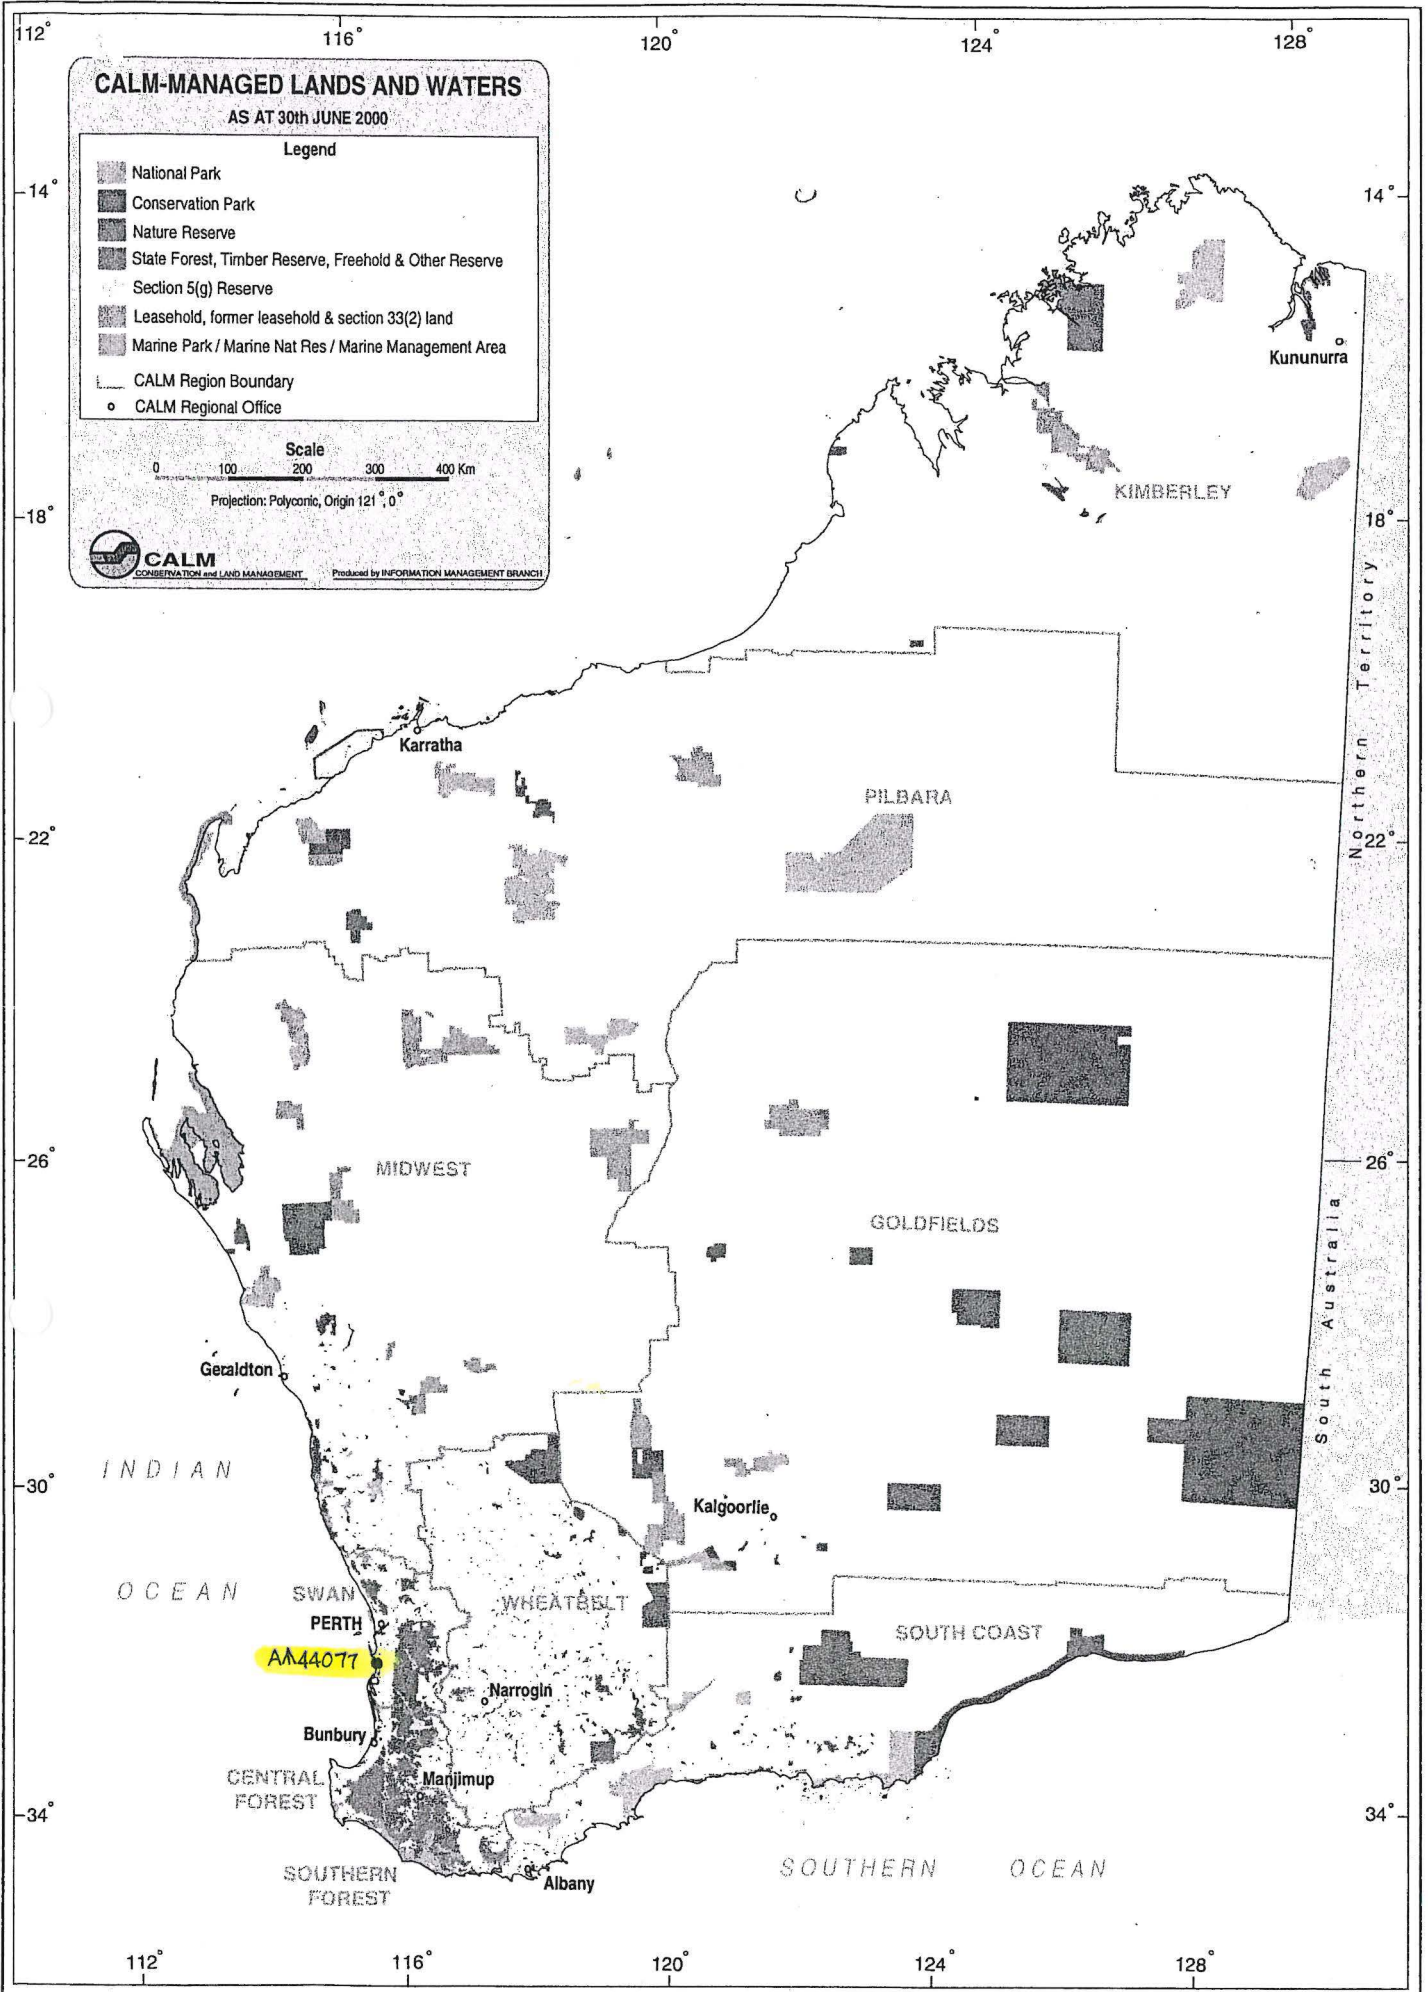 112°
116°
120°
124°
128°
CALM-MANAGED LANDS AND WATERS
AS AT 30th JUNE 2000
Legend
National Park
Conservation Park
Nature Reserve
State Forest, Timber Reserve, Freehold & Other Reserve
Section 5(g) Reserve
Leasehold, former leasehold & section 33(2) land
Marine Park / Marine Nat Res / Marine Management Area
CALM Region Boundary
CALM Regional Office
Scale
0 100 200 300 400 Km
Projection: Polyconic, Origin 121°, 0°
CALM
CONSERVATION and LAND MANAGEMENT
Produced by INFORMATION MANAGEMENT BRANCH
14°
14°
Kununurra
KIMBERLEY
18°
18°
Northern Territory
Karratha
PILBARA
22°
22°
26°
MIDWEST
26°
GOLDFIELDS
South Australia
Geraldton
INDIAN
30°
Kalgoorlie
30°
OCEAN
SWAN
WHEATBELT
PERTH
SOUTH COAST
44077
Narrogin
Bunbury
CENTRAL
FOREST
Manjimup
34°
34°
SOUTHERN
FOREST
Albany
SOUTHERN OCEAN
112°
116°
120°
124°
128°